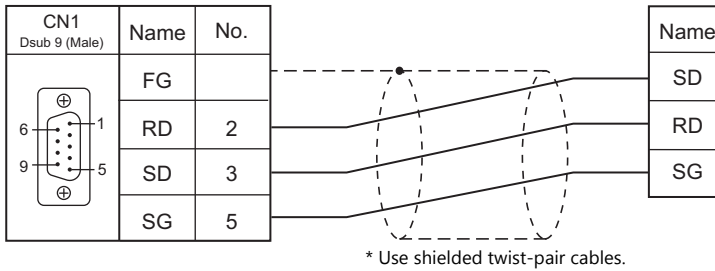 CN1
Dsub 9 (Male)
Name
No.
Name
FG
SD
6
1
RD
2
RD
9
5
SD
3
SG
SG
5
* Use shielded twist-pair cables.